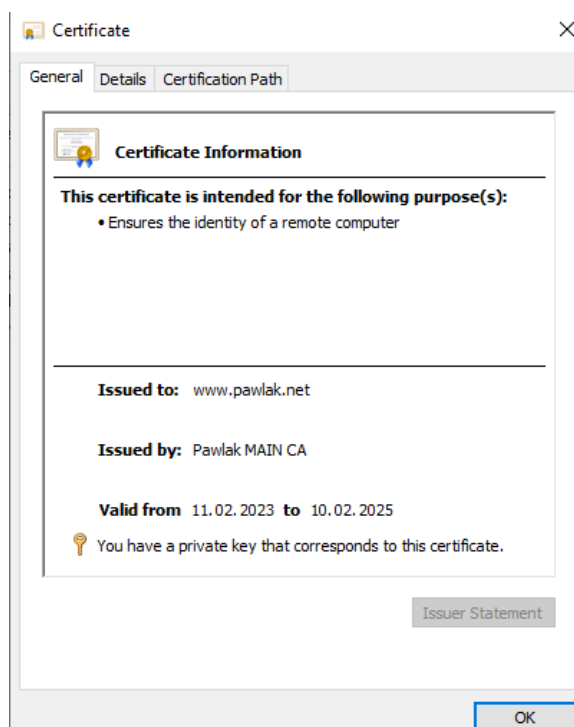 Certificate
General Details Certification Path
Certificate Information
This certificate is intended for the following purpose(s):
• Ensures the identity of a remote computer
Issued to: www.pawlak.net
Issued by: Pawlak MAIN CA
Valid from 11.02.2023 to 10.02.2025
You have a private key that corresponds to this certificate.
Issuer Statement
OK